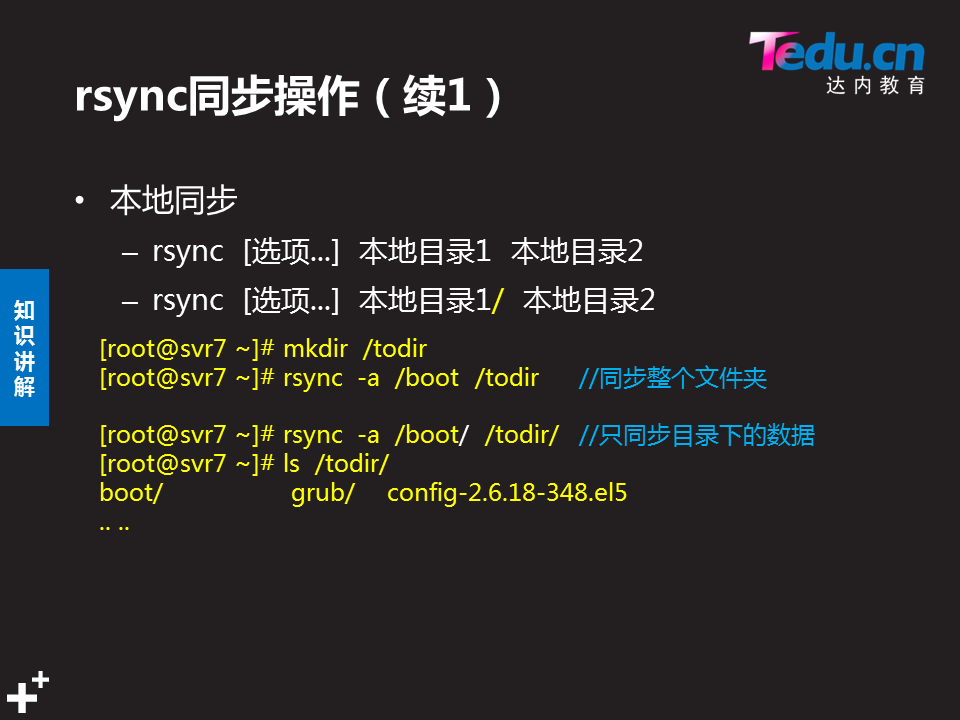 Tedu.cn
达内教育
rsync同步操作（续1）
• 本地同步
– rsync [选项...] 本地目录1 本地目录2
– rsync [选项...] 本地目录1/ 本地目录2
知识讲解
[root@svr7 ~]# mkdir /todir
[root@svr7 ~]# rsync -a /boot /todir //同步整个文件夹
[root@svr7 ~]# rsync -a /boot/ /todir/ //只同步目录下的数据
[root@svr7 ~]# ls /todir/
boot/ grub/ config-2.6.18-348.el5
.. ..